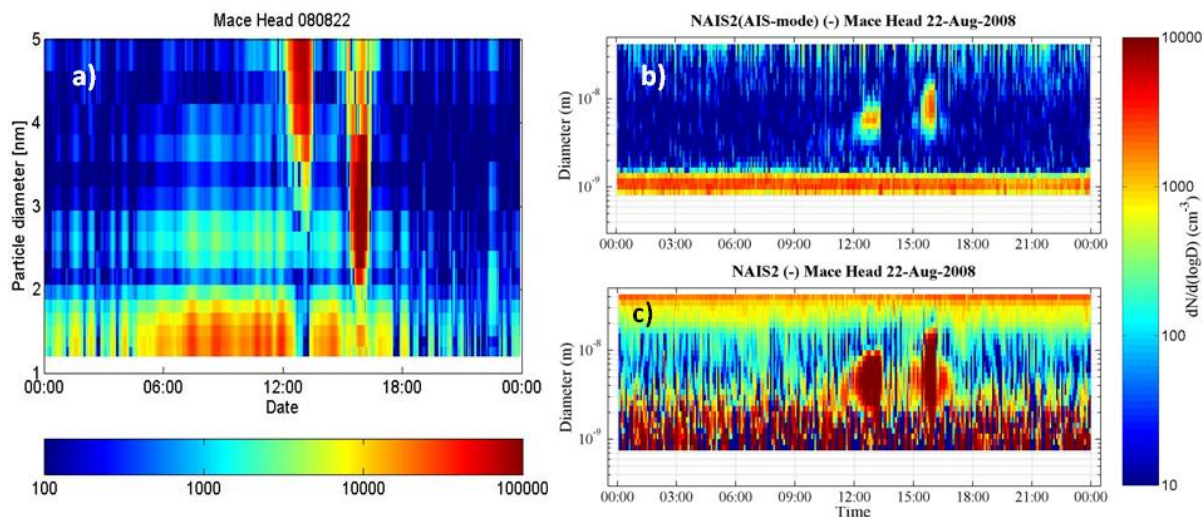 Mace Head 080822
a)
Particle diameter [nm]
5
4
3
2
1
00:00 06:00 12:00 18:00 00:00
Date
100 1000 10000 100000
NAIS2(AIS-mode) (-) Mace Head 22-Aug-2008
b)
Diameter (m)
10⁻⁸
10⁻⁹
00:00 03:00 06:00 09:00 12:00 15:00 18:00 21:00 00:00
NAIS2 (-) Mace Head 22-Aug-2008
c)
Diameter (m)
10⁻⁸
10⁻⁹
00:00 03:00 06:00 09:00 12:00 15:00 18:00 21:00 00:00
Time
10000
1000
100
10
dN/d(logD) (cm⁻³)